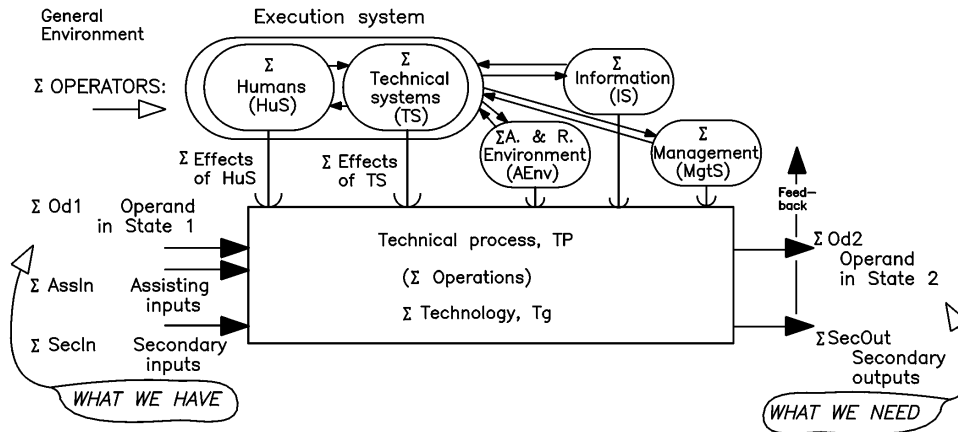 General
Environment
Execution system
Σ OPERATORS:
Σ
Humans
(HuS)
Σ
Technical
systems
(TS)
Σ
Information
(IS)
ΣA. & R.
Environment
(AEnv)
Σ
Management
(MgtS)
Σ Effects
of HuS
Σ Effects
of TS
Feed-
back
Σ Od1 Operand
in State 1
Σ AssIn Assisting
inputs
Σ SecIn Secondary
inputs
Technical process, TP
(Σ Operations)
Σ Technology, Tg
ΣOd2
Operand
in State 2
ΣSecOut
Secondary
outputs
WHAT WE HAVE
WHAT WE NEED